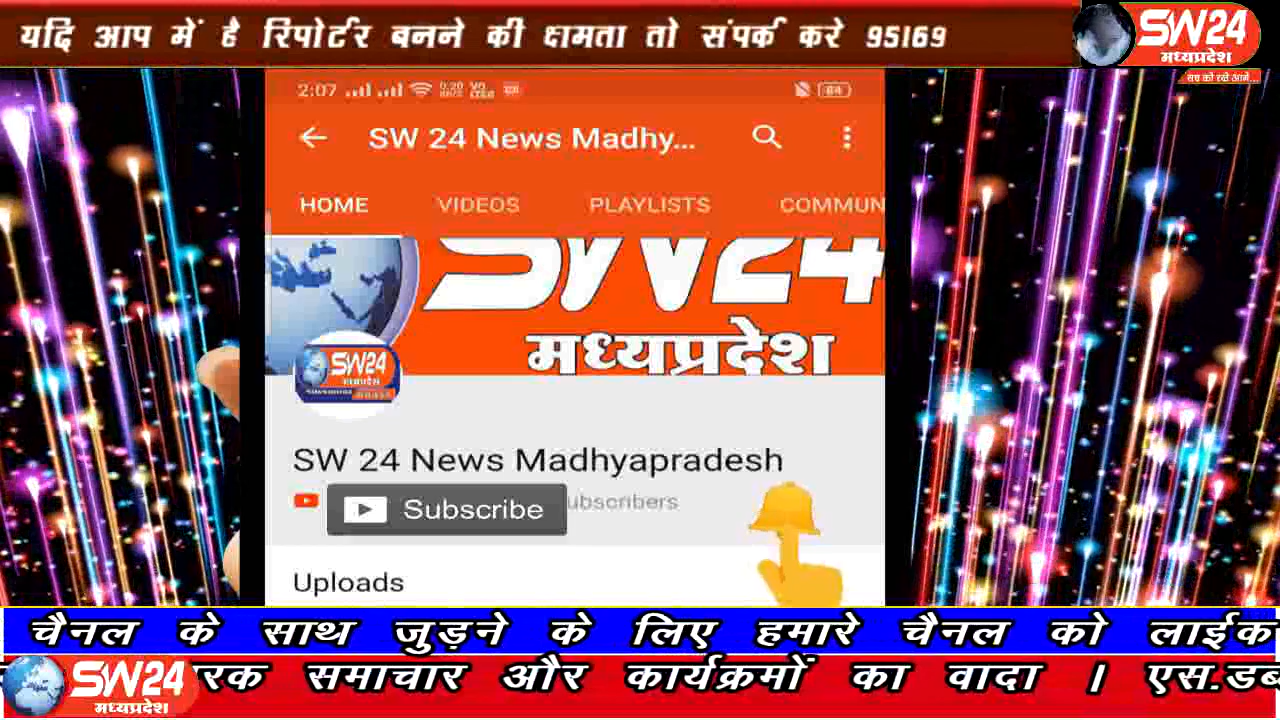 यदि आप में है रिपोर्टर बनने की क्षमता तो संपर्क करे 95169
SW24
मध्यप्रदेश
2:07
SW 24 News Madhy...
HOME VIDEOS PLAYLISTS COMMUN
SW24
मध्यप्रदेश
SW24
SW 24 News Madhyapradesh
Subscribe ubscribers
Uploads
चैनल के साथ जुड़ने के लिए हमारे चैनल को लाईक
रक समाचार और कार्यक्रमों का वादा । एस.डब
SW24
मध्यप्रदेश